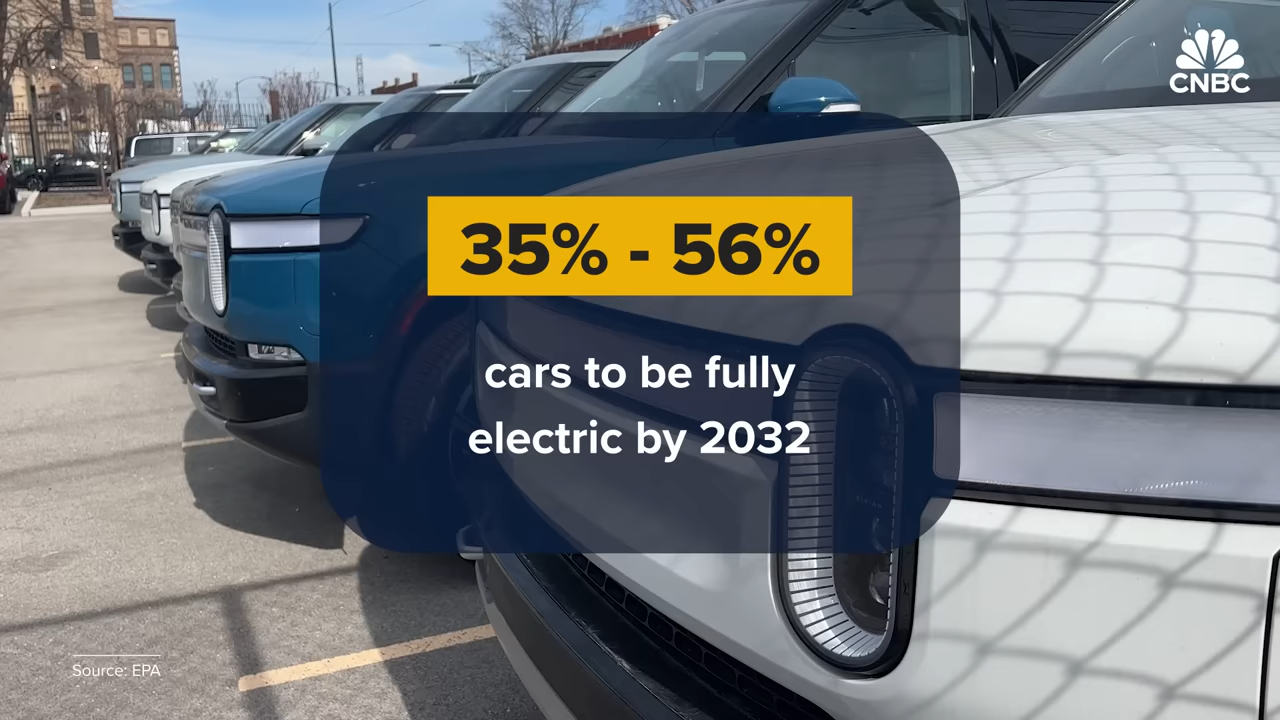 CNBC
35% - 56%
cars to be fully
electric by 2032
Source: EPA